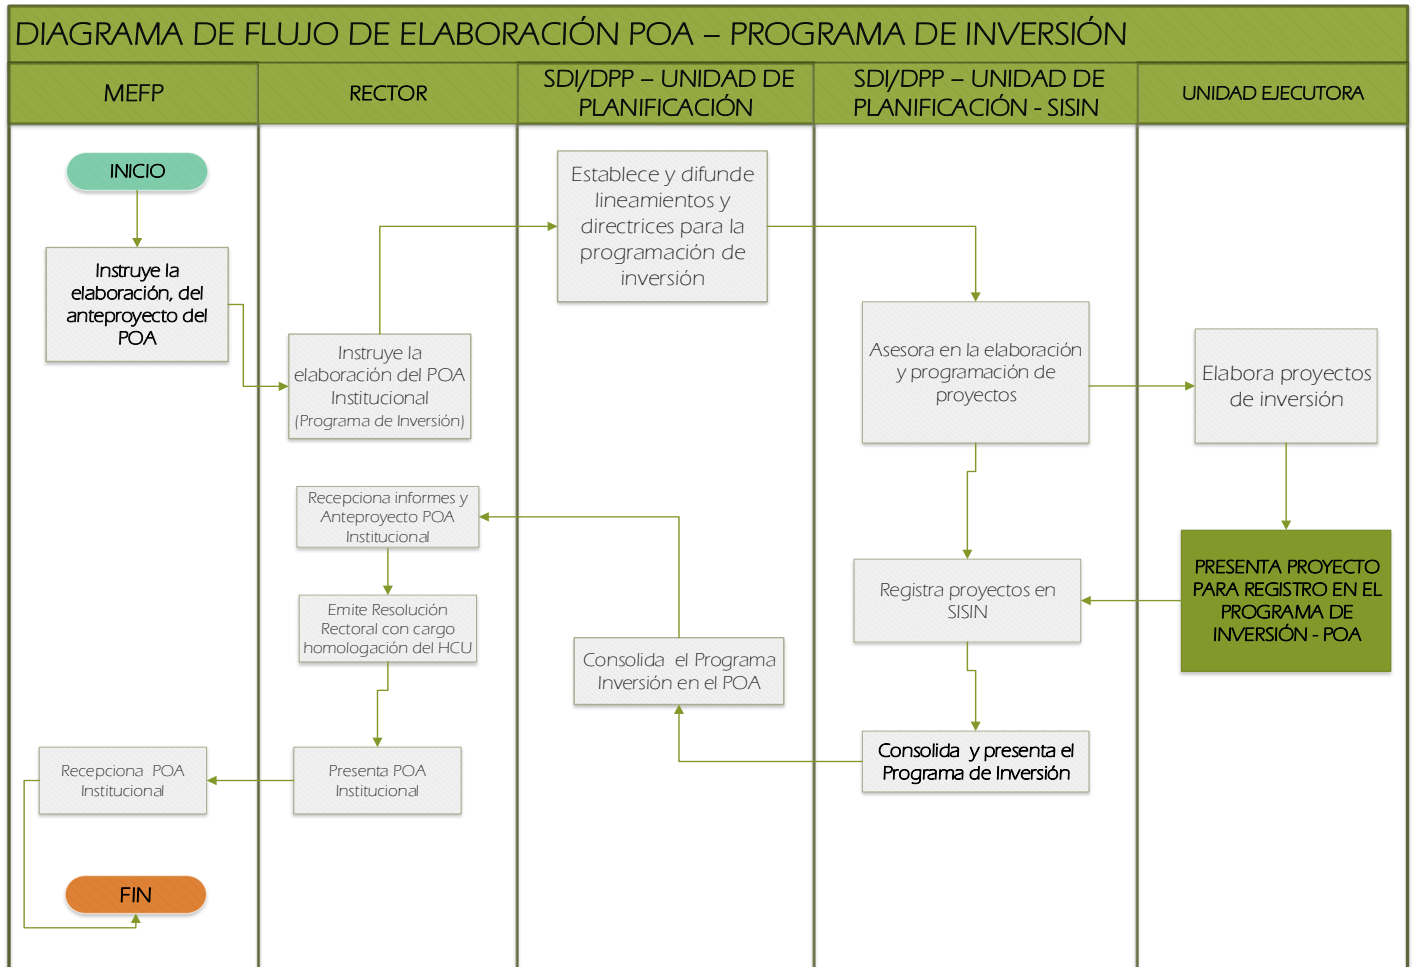 DIAGRAMA DE FLUJO DE ELABORACIÓN POA – PROGRAMA DE INVERSIÓN
MEFP
RECTOR
SDI/DPP – UNIDAD DE
PLANIFICACIÓN
SDI/DPP – UNIDAD DE
PLANIFICACIÓN - SISIN
UNIDAD EJECUTORA
INICIO
Instruye la
elaboración, del
anteproyecto del
POA
Instruye la
elaboración del POA
Institucional
(Programa de Inversión)
Establece y difunde
lineamientos y
directrices para la
programación de
inversión
Asesora en la elaboración
y programación de
proyectos
Elabora proyectos
de inversión
PRESENTA PROYECTO
PARA REGISTRO EN EL
PROGRAMA DE
INVERSIÓN - POA
Registra proyectos en
SISIN
Consolida y presenta el
Programa de Inversión
Consolida el Programa
Inversión en el POA
Recepciona informes y
Anteproyecto POA
Institucional
Emite Resolución
Rectoral con cargo
homologación del HCU
Presenta POA
Institucional
Recepciona POA
Institucional
FIN